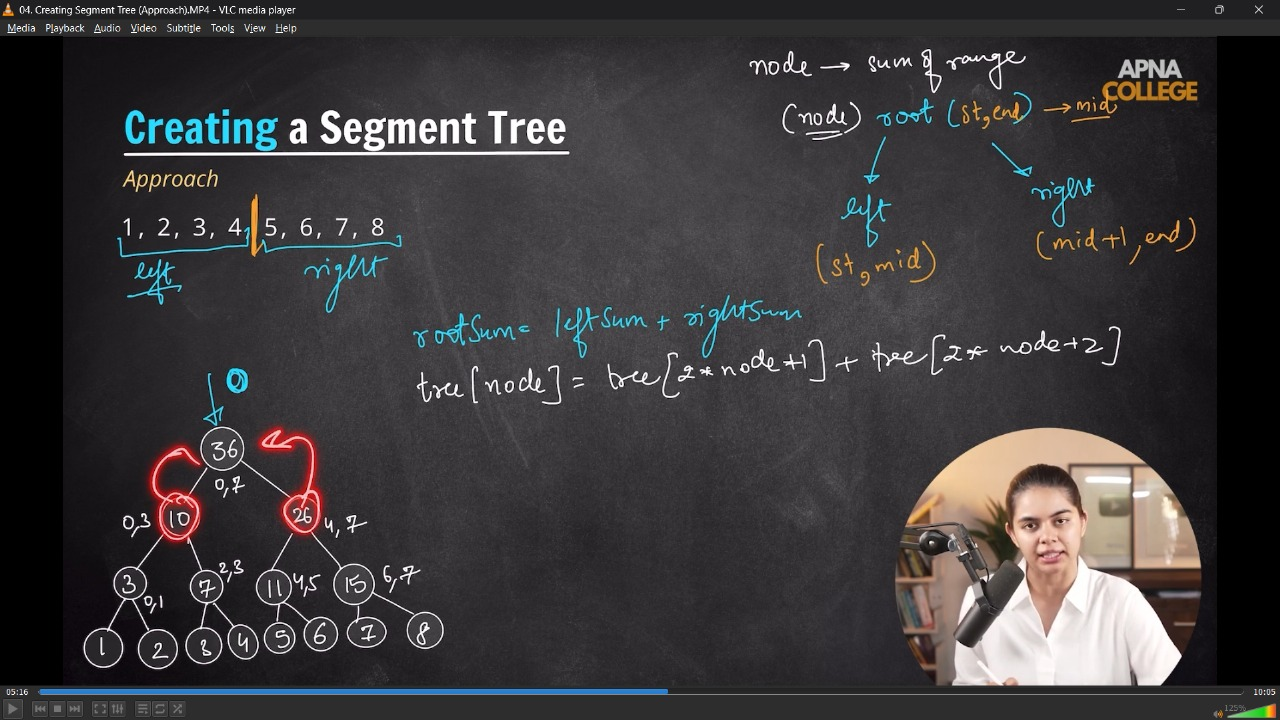 04. Creating Segment Tree (Approach).MP4 - VLC media player
Media Playback Audio Video Subtitle Tools View Help
node → sum of range
APNA
COLLEGE
(node) root (st, end) → mid
Creating a Segment Tree
Approach
left
right
1, 2, 3, 4, 5, 6, 7, 8
(st, mid)
(mid+1, end)
left
right
rootSum = leftSum + rightSum
tree[node] = tree[2*node+1] + tree[2* node+2]
0
36
0,7
0,3 10 26 4,7
3 0,1 7 2,3 11 4,5 15 6,7
1 2 3 4 5 6 7 8
05:16
10:05
125%